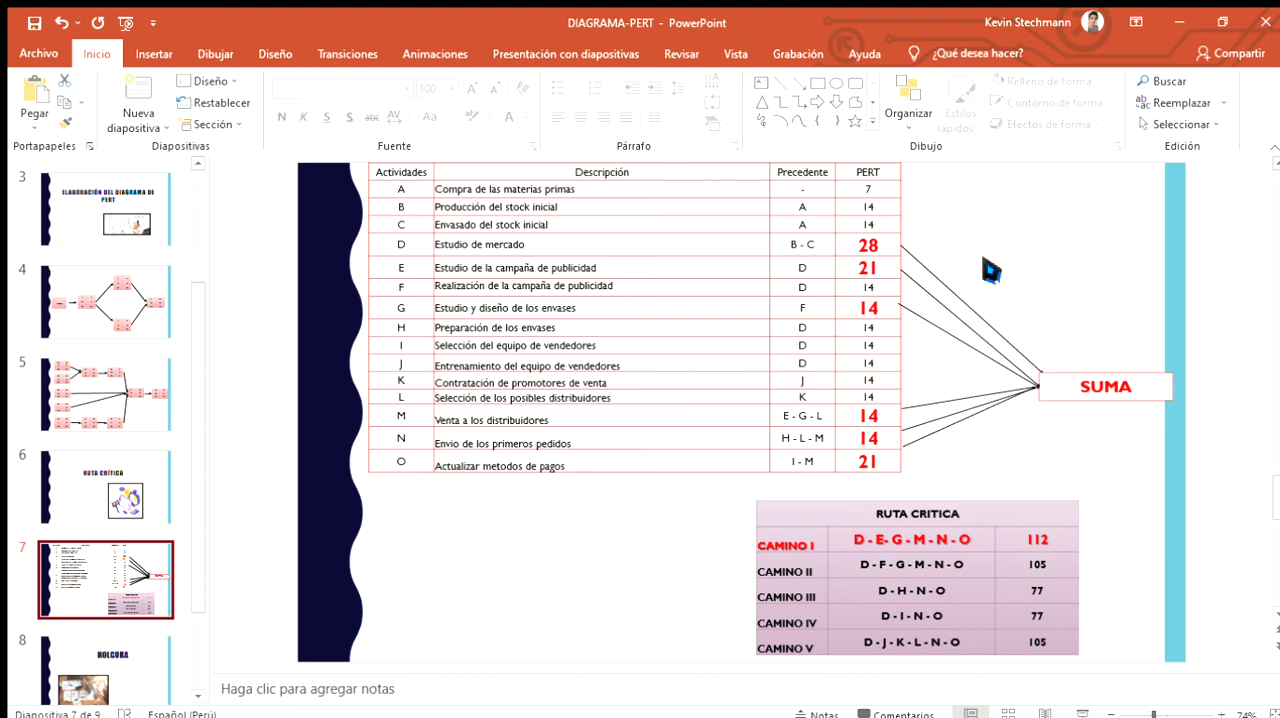 DIAGRAMA-PERT - PowerPoint
Kevin Stechmann
Archivo Inicio Insertar Dibujar Diseño Transiciones Animaciones Presentación con diapositivas Revisar Vista Grabación Ayuda ¿Qué desea hacer? Compartir
Pegar
Nueva diapositiva
Diseño
Restablecer
Sección
100
N K S S abc AV Aa A
Organizar
Estilos rápidos
Relleno de forma
Contorno de forma
Efectos de forma
Buscar
Reemplazar
Seleccionar
Portapapeles Diapositivas Fuente Párrafo Dibujo Edición
3
ELABORACIÓN DEL DIAGRAMA DE PERT
4
5
6
RUTA CRÍTICA
7
8
HOLGURA
Actividades Descripción Precedente PERT
A Compra de las materias primas - 7
B Producción del stock inicial A 14
C Envasado del stock inicial A 14
D Estudio de mercado B - C 28
E Estudio de la campaña de publicidad D 21
F Realización de la campaña de publicidad D 14
G Estudio y diseño de los envases F 14
H Preparación de los envases D 14
I Selección del equipo de vendedores D 14
J Entrenamiento del equipo de vendedores D 14
K Contratación de promotores de venta J 14
L Selección de los posibles distribuidores K 14
M Venta a los distribuidores E - G - L 14
N Envio de los primeros pedidos H - L - M 14
O Actualizar metodos de pagos I - M 21
SUMA
RUTA CRITICA
CAMINO I D - E- G - M - N - O 112
CAMINO II D - F - G - M - N - O 105
CAMINO III D - H - N - O 77
CAMINO IV D - I - N - O 77
CAMINO V D - J - K - L - N - O 105
Haga clic para agregar notas
Diapositiva 7 de 9 Español (Perú) Notas Comentarios 74%